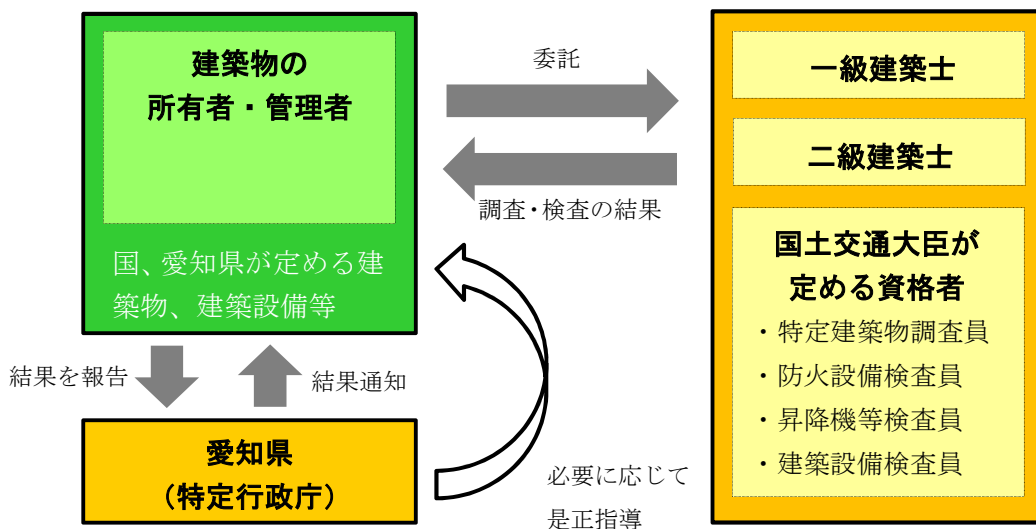 建築物の
所有者・管理者
国、愛知県が定める建
築物、建築設備等
委託
調査・検査の結果
一級建築士
二級建築士
国土交通大臣が
定める資格者
・特定建築物調査員
・防火設備検査員
・昇降機等検査員
・建築設備検査員
結果を報告
結果通知
愛知県
（特定行政庁）
必要に応じて
是正指導